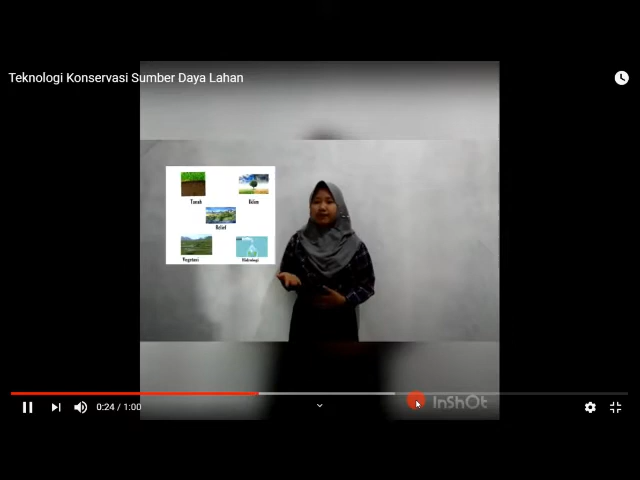 Teknologi Konservasi Sumber Daya Lahan
Tanah
Iklim
Relief
Vegetasi
Hidrologi
0:24 / 1:00
InShOt